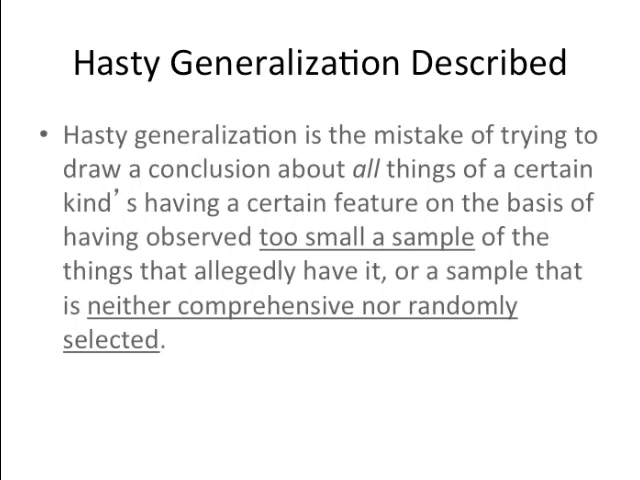 Hasty Generalization Described
• Hasty generalization is the mistake of trying to
draw a conclusion about all things of a certain
kind’s having a certain feature on the basis of
having observed too small a sample of the
things that allegedly have it, or a sample that
is neither comprehensive nor randomly
selected.